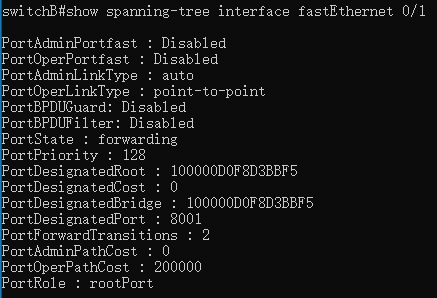 switchB#show spanning-tree interface fastEthernet 0/1
PortAdminPortfast : Disabled
PortOperPortfast : Disabled
PortAdminLinkType : auto
PortOperLinkType : point-to-point
PortBPDUGuard: Disabled
PortBPDUFilter: Disabled
PortState : forwarding
PortPriority : 128
PortDesignatedRoot : 100000D0F8D3BBF5
PortDesignatedCost : 0
PortDesignatedBridge : 100000D0F8D3BBF5
PortDesignatedPort : 8001
PortForwardTransitions : 2
PortAdminPathCost : 0
PortOperPathCost : 200000
PortRole : rootPort